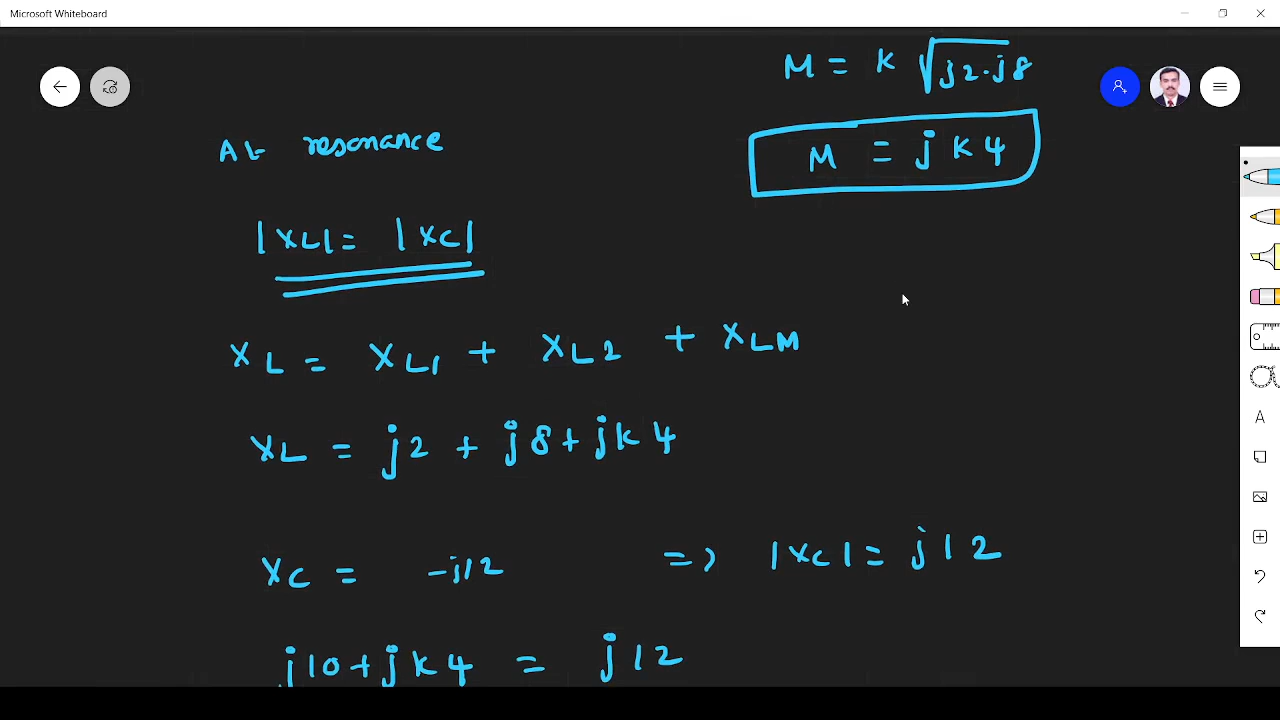 Microsoft Whiteboard
M = K √j2.j8
M = j K 4
At resonance
|XL| = |XC|
XL = XL1 + XL2 + XLM
XL = j2 + j8 + jK4
XC = -j12 => |XC| = j12
j10 + jK4 = j12
A